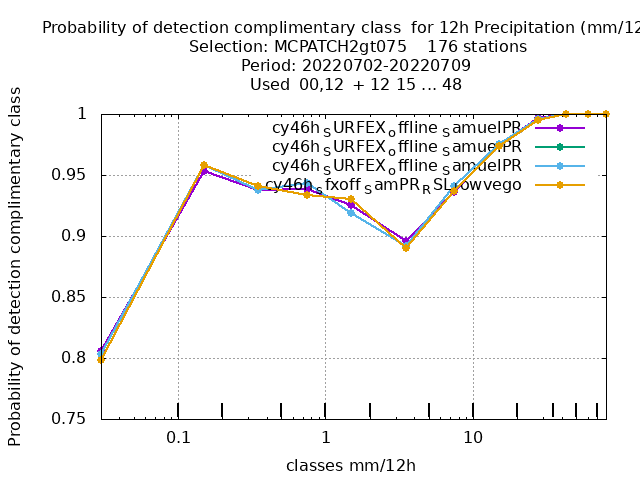 Probability of detection complimentary class  for 12h Precipitation (mm/12
Selection: MCPATCH2gt075    176 stations
Period: 20220702-20220709
Used  00,12  + 12 15 ... 48
Probability of detection complimentary class
1
0.95
0.9
0.85
0.8
0.75
cy46h_SURFEX_offline_SamuelPR
cy46h_SURFEX_offline_SamuelPR
cy46h_SURFEX_offline_SamuelPR
0.1
1
10
classes mm/12h